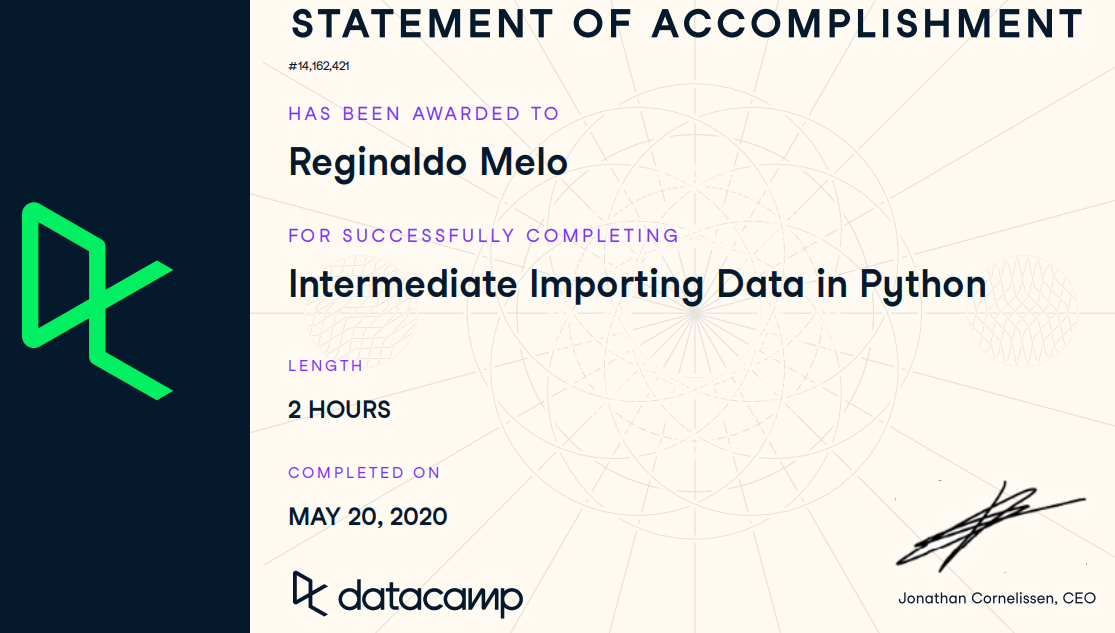 STATEMENT OF ACCOMPLISHMENT
#14,162,421
HAS BEEN AWARDED TO
Reginaldo Melo
FOR SUCCESSFULLY COMPLETING
Intermediate Importing Data in Python
LENGTH
2 HOURS
COMPLETED ON
MAY 20, 2020
datacamp
Jonathan Cornelissen, CEO